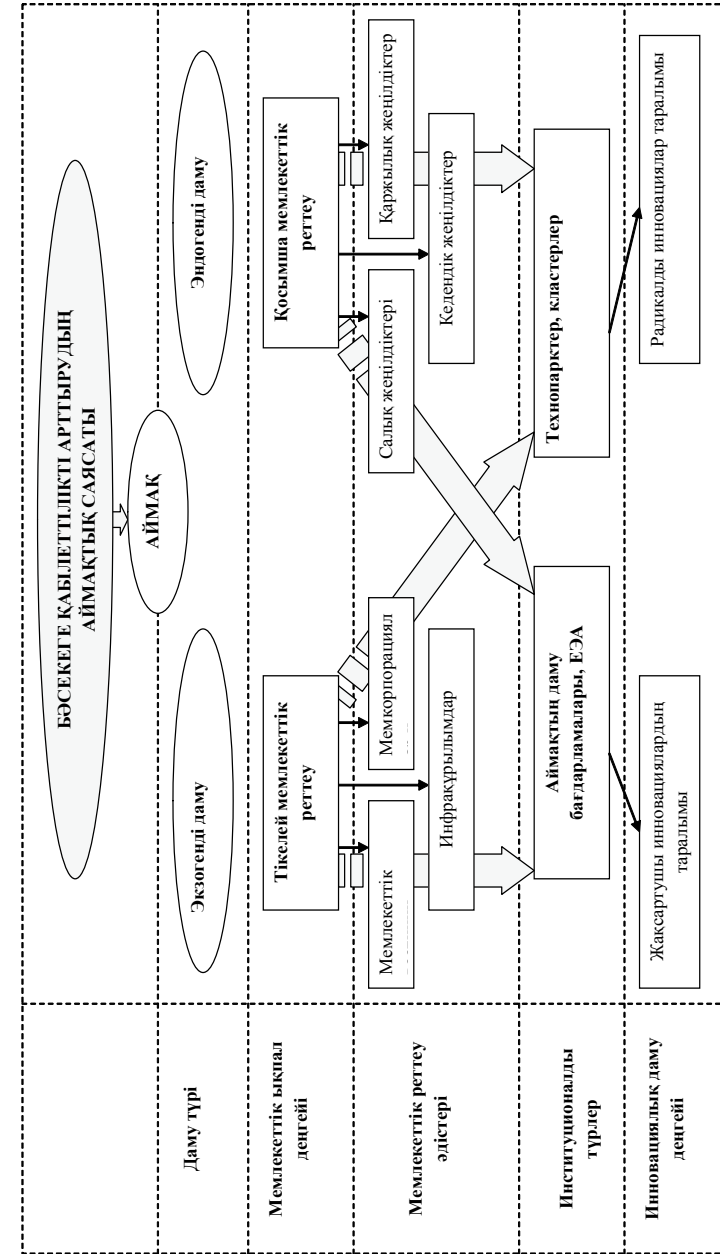 БӘСЕКЕГЕ ҚАБІЛЕТТІЛІКТІ АРТТЫРУДЫҢ
АЙМАҚТЫҚ САЯСАТЫ
АЙМАҚ
Даму түрі
Экзогенді даму
Эндогенді даму
Мемлекеттік ықпал
деңгейі
Тікелей мемлекеттік
реттеу
Қосымша мемлекеттік
реттеу
Мемлекеттік реттеу
әдістері
Мемлекеттік
Мемкорпорациял
Салық жеңілдіктері
Қаржылық жеңілдіктер
Инфрақұрылымдар
Кедендік жеңілдіктер
Институционалды
түрлер
Аймақтың даму
бағдарламалары, ЕЭА
Технопарктер, кластерлер
Инновациялық даму
деңгейі
Жақсартушы инновациялардың
таралымы
Радикалды инновациялар таралымы